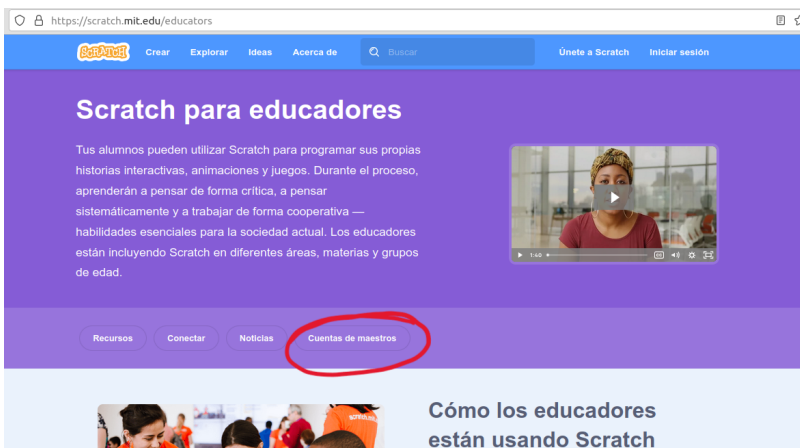 https://scratch.mit.edu/educators
SCRATCH Crear Explorar Ideas Acerca de Buscar Únete a Scratch Iniciar sesión
Scratch para educadores
Tus alumnos pueden utilizar Scratch para programar sus propias
historias interactivas, animaciones y juegos. Durante el proceso,
aprenderán a pensar de forma crítica, a pensar
sistemáticamente y a trabajar de forma cooperativa —
habilidades esenciales para la sociedad actual. Los educadores
están incluyendo Scratch en diferentes áreas, materias y grupos
de edad.
1:40
CC
Recursos Conectar Noticias Cuentas de maestros
Cómo los educadores
están usando Scratch